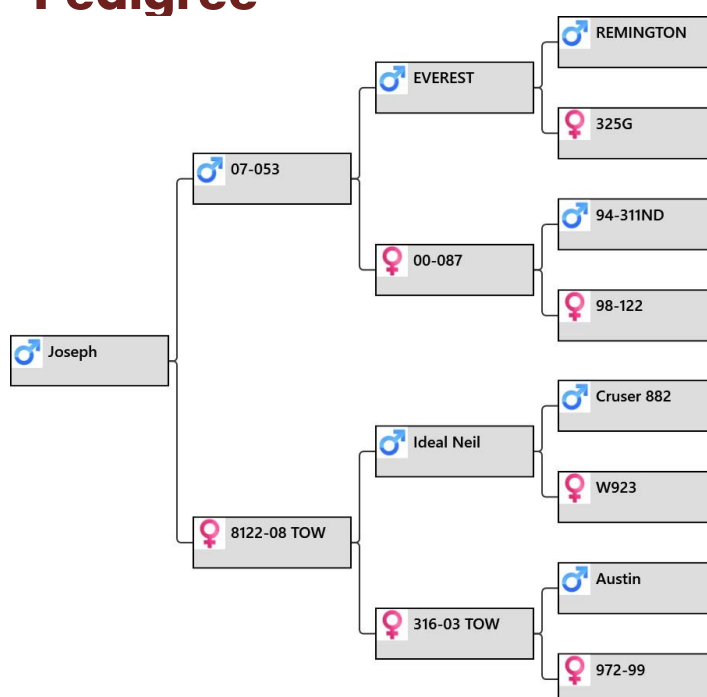 Pedigree
REMINGTON
EVEREST
325G
07-053
94-311ND
00-087
98-122
Joseph
Cruser 882
Ideal Neil
W923
8122-08 TOW
Austin
316-03 TOW
972-99